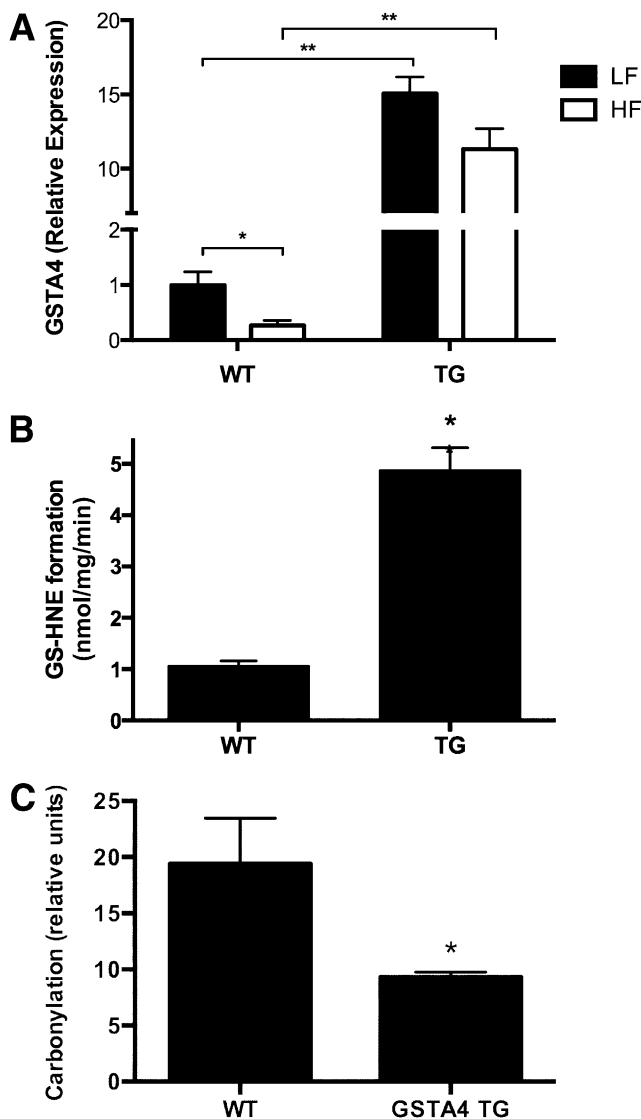 A
GSTA4 (Relative Expression)
20
15
10
2
1
0
**
**
*
WT
TG
LF
HF
B
GS-HNE formation
(nmol/mg/min)
5
4
3
2
1
0
*
WT
TG
C
Carbonylation (relative units)
25
20
15
10
5
0
*
WT
GSTA4 TG